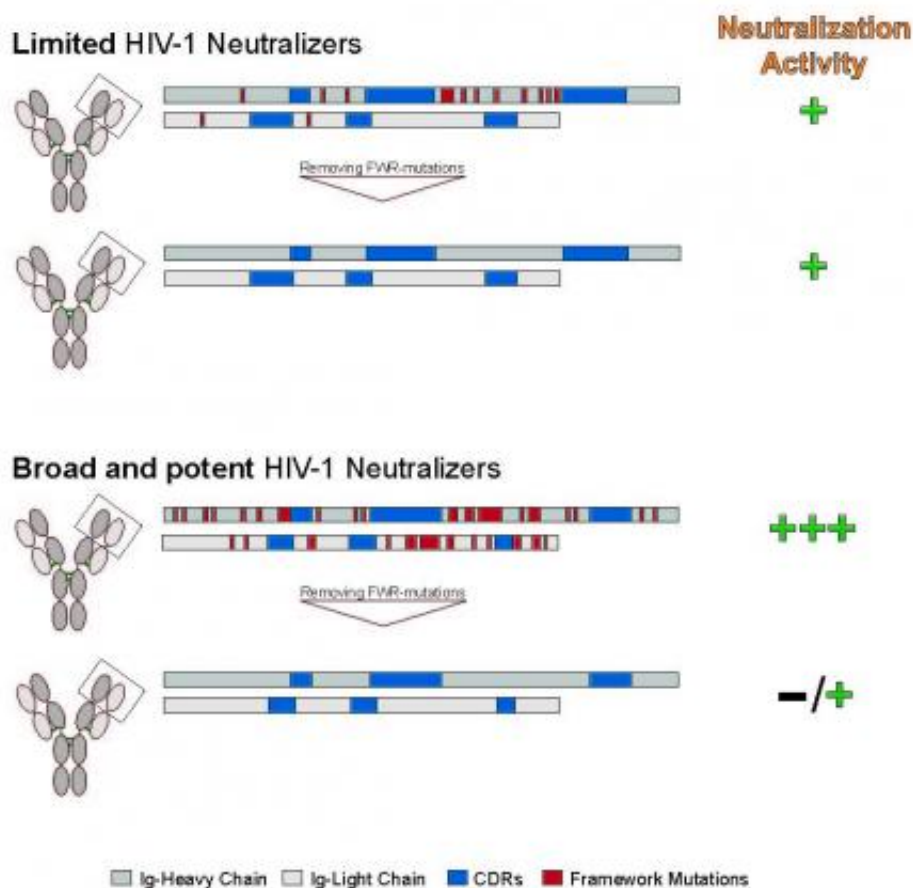 Neutralization
Activity
Limited HIV-1 Neutralizers
+
Removing FWR-mutations
+
Broad and potent HIV-1 Neutralizers
+++
Removing FWR-mutations
-/+
Ig-Heavy Chain Ig-Light Chain CDRs Framework Mutations